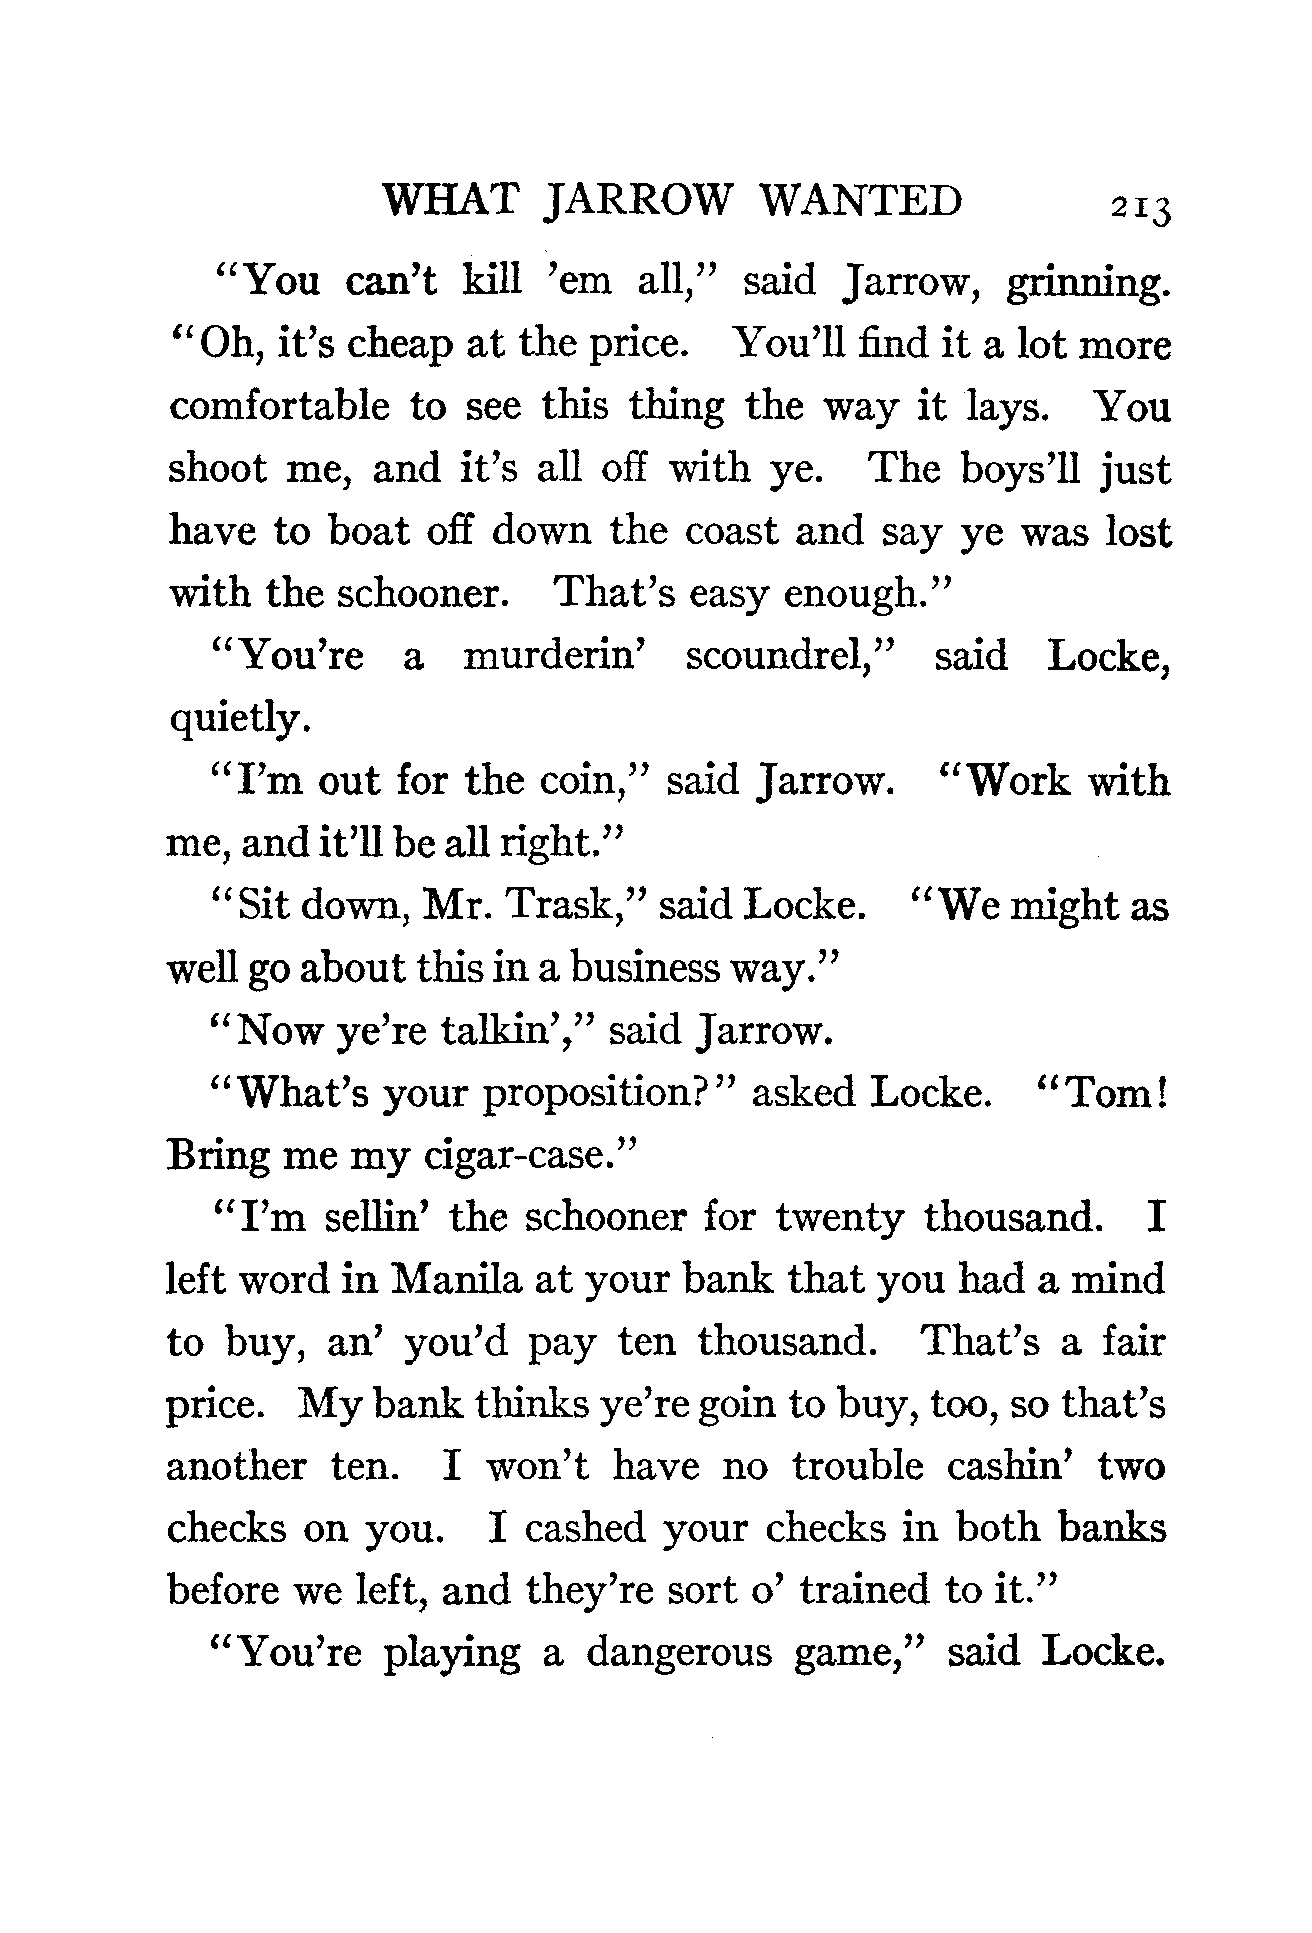 WHAT JARROW WANTED 213
“You can’t kill ’em all,” said Jarrow, grinning.
“Oh, it’s cheap at the price. You’ll find it a lot more
comfortable to see this thing the way it lays. You
shoot me, and it’s all off with ye. The boys’ll just
have to boat off down the coast and say ye was lost
with the schooner. That’s easy enough.”
“You’re a murderin’ scoundrel,” said Locke,
quietly.
“I’m out for the coin,” said Jarrow. “Work with
me, and it’ll be all right.”
“Sit down, Mr. Trask,” said Locke. “We might as
well go about this in a business way.”
“Now ye’re talkin’,” said Jarrow.
“What’s your proposition?” asked Locke. “Tom!
Bring me my cigar-case.”
“I’m sellin’ the schooner for twenty thousand. I
left word in Manila at your bank that you had a mind
to buy, an’ you’d pay ten thousand. That’s a fair
price. My bank thinks ye’re goin to buy, too, so that’s
another ten. I won’t have no trouble cashin’ two
checks on you. I cashed your checks in both banks
before we left, and they’re sort o’ trained to it.”
“You’re playing a dangerous game,” said Locke.